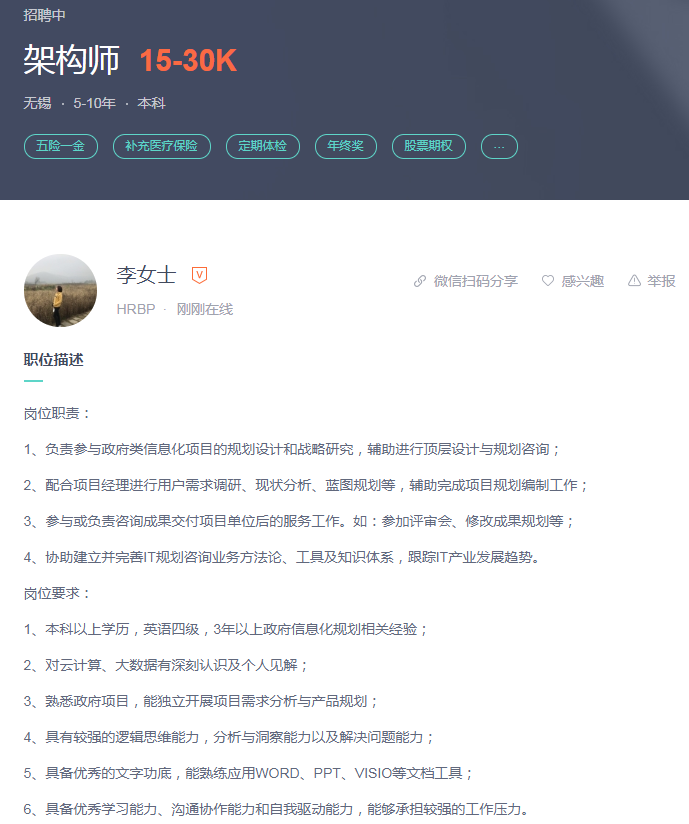 招聘中
架构师 15-30K
无锡 · 5-10年 · 本科
五险一金 补充医疗保险 定期体检 年终奖 股票期权 ...
李女士 V
微信扫码分享 感兴趣 举报
HRBP · 刚刚在线
职位描述
岗位职责：
1、负责参与政府类信息化项目的规划设计和战略研究，辅助进行顶层设计与规划咨询；
2、配合项目经理进行用户需求调研、现状分析、蓝图规划等，辅助完成项目规划编制工作；
3、参与或负责咨询成果交付项目单位后的服务工作。如：参加评审会、修改成果规划等；
4、协助建立并完善IT规划咨询业务方法论、工具及知识体系，跟踪IT产业发展趋势。
岗位要求：
1、本科以上学历，英语四级，3年以上政府信息化规划相关经验；
2、对云计算、大数据有深刻认识及个人见解；
3、熟悉政府项目，能独立开展项目需求分析与产品规划；
4、具有较强的逻辑思维能力，分析与洞察能力以及解决问题能力；
5、具备优秀的文字功底，能熟练应用WORD、PPT、VISIO等文档工具；
6、具备优秀学习能力、沟通协作能力和自我驱动能力，能够承担较强的工作压力。